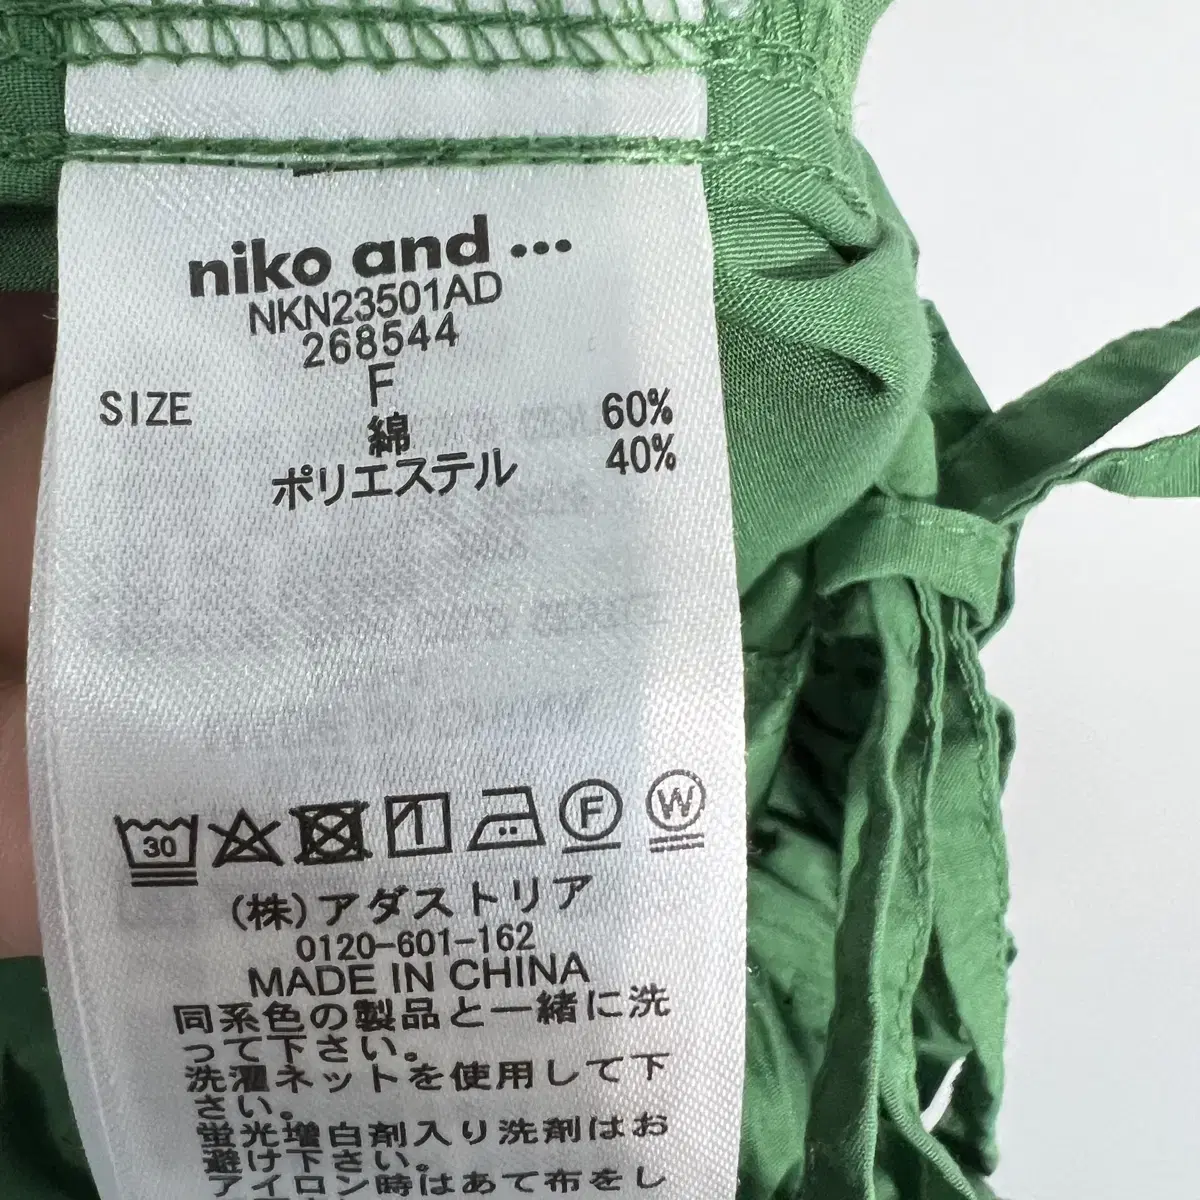 niko and ...
NKN23501AD
268544
SIZE F
綿 60%
ポリエステル 40%
30
F
W
(株)アダストリア
0120-601-162
MADE IN CHINA
同系色の製品と一緒に洗
って下さい。
洗濯ネットを使用して下
さい。
蛍光増白剤入り洗剤はお
避け下さい。
アイロン時はあて布をし